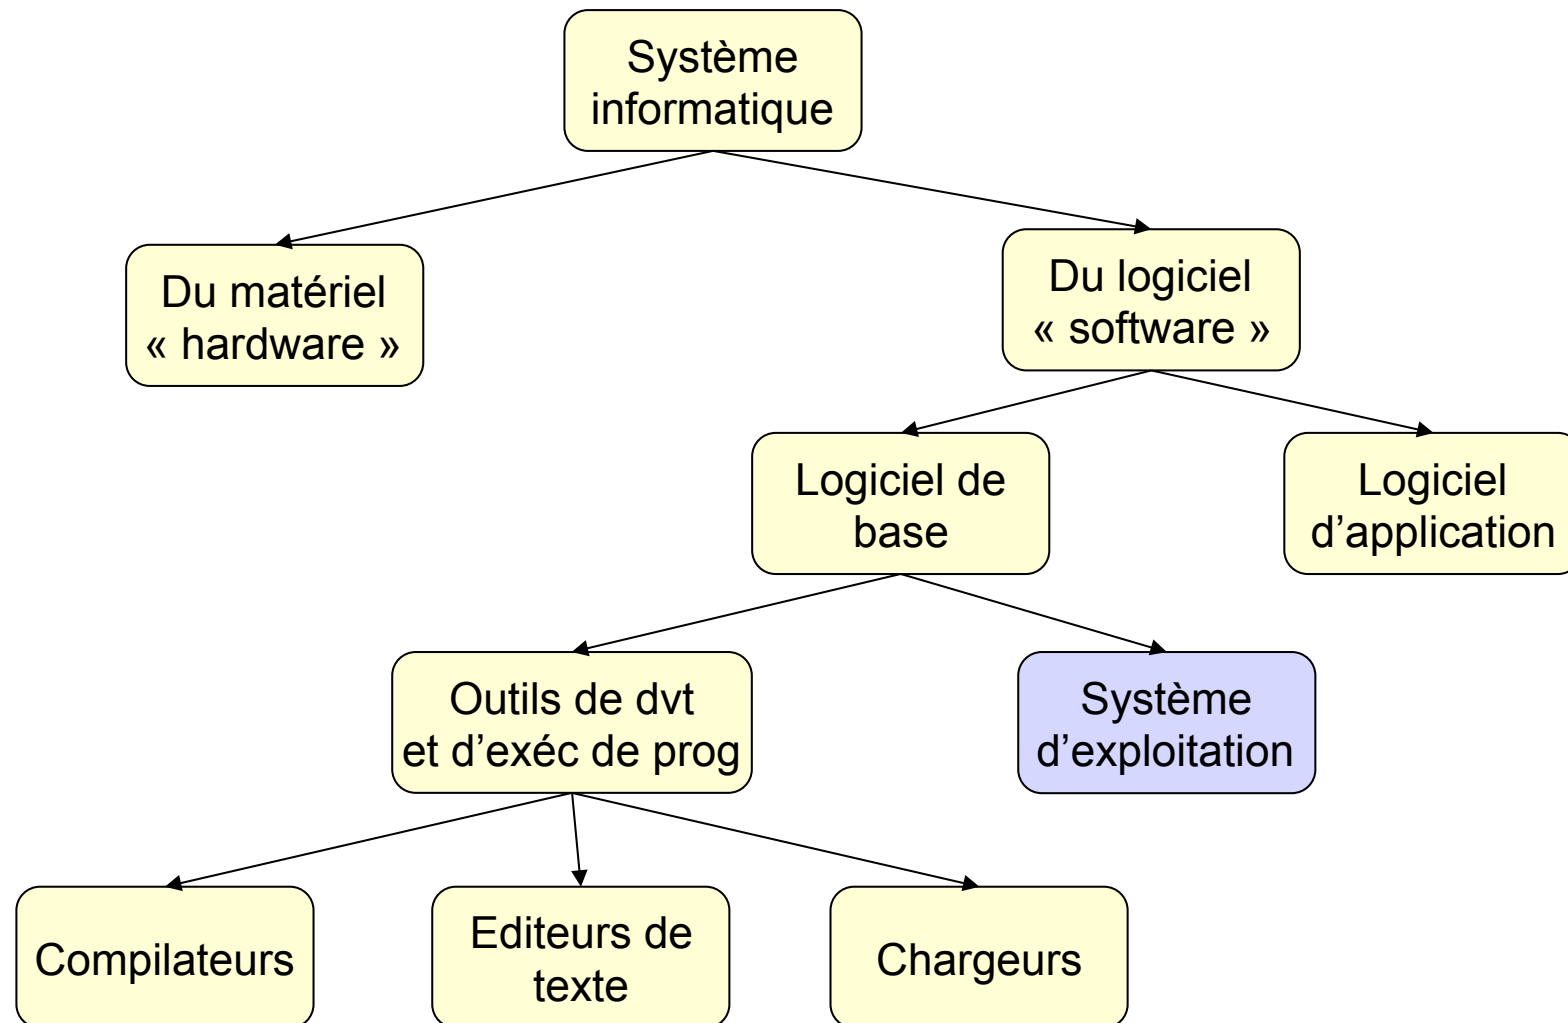 Système
informatique
Du matériel
« hardware »
Du logiciel
« software »
Logiciel de
base
Logiciel
d’application
Outils de dvt
et d’exéc de prog
Système
d’exploitation
Compilateurs
Editeurs de
texte
Chargeurs